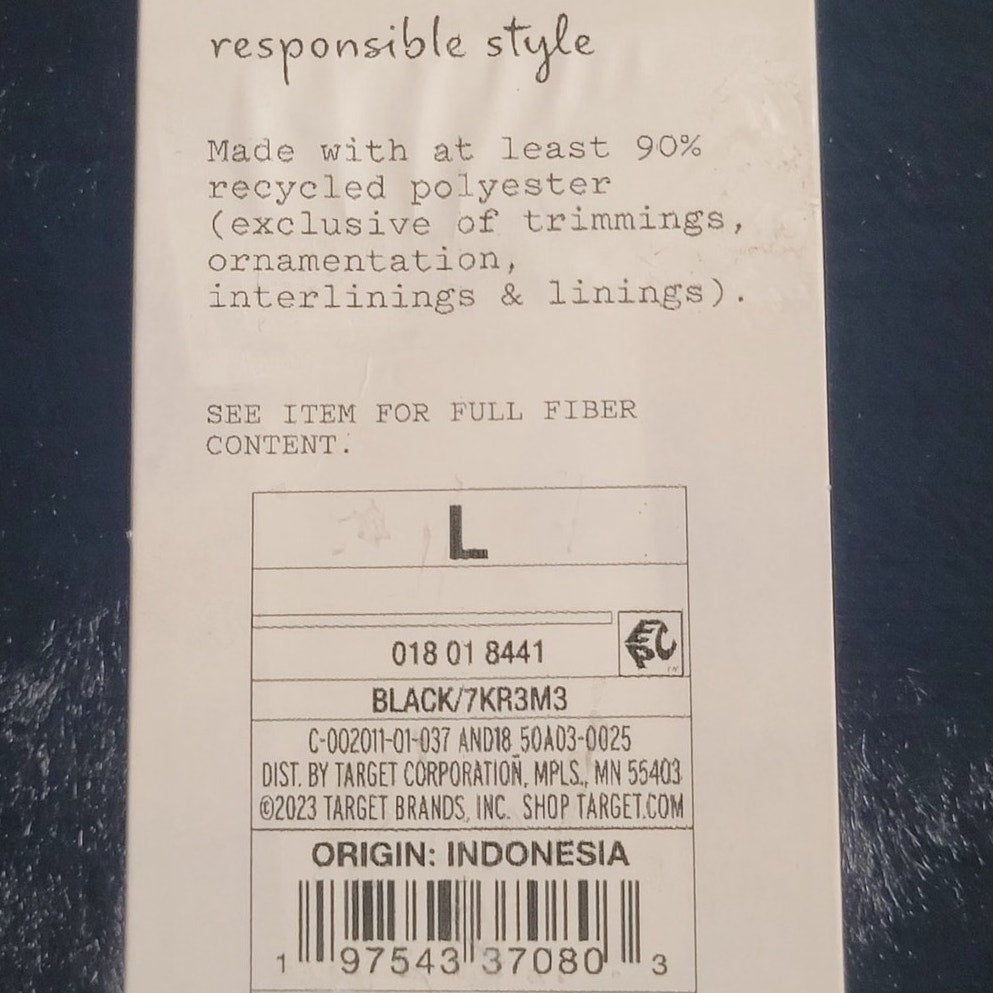 responsible style
Made with at least 90%
recycled polyester
(exclusive of trimmings,
ornamentation,
interlinings & linings).
SEE ITEM FOR FULL FIBER
CONTENT.
L
018 01 8441
EPC
BLACK/7KR3M3
C-002011-01-037 AND18_50A03-0025
DIST. BY TARGET CORPORATION, MPLS., MN 55403
©2023 TARGET BRANDS, INC. SHOP TARGET.COM
ORIGIN: INDONESIA
1 97543 37080 3